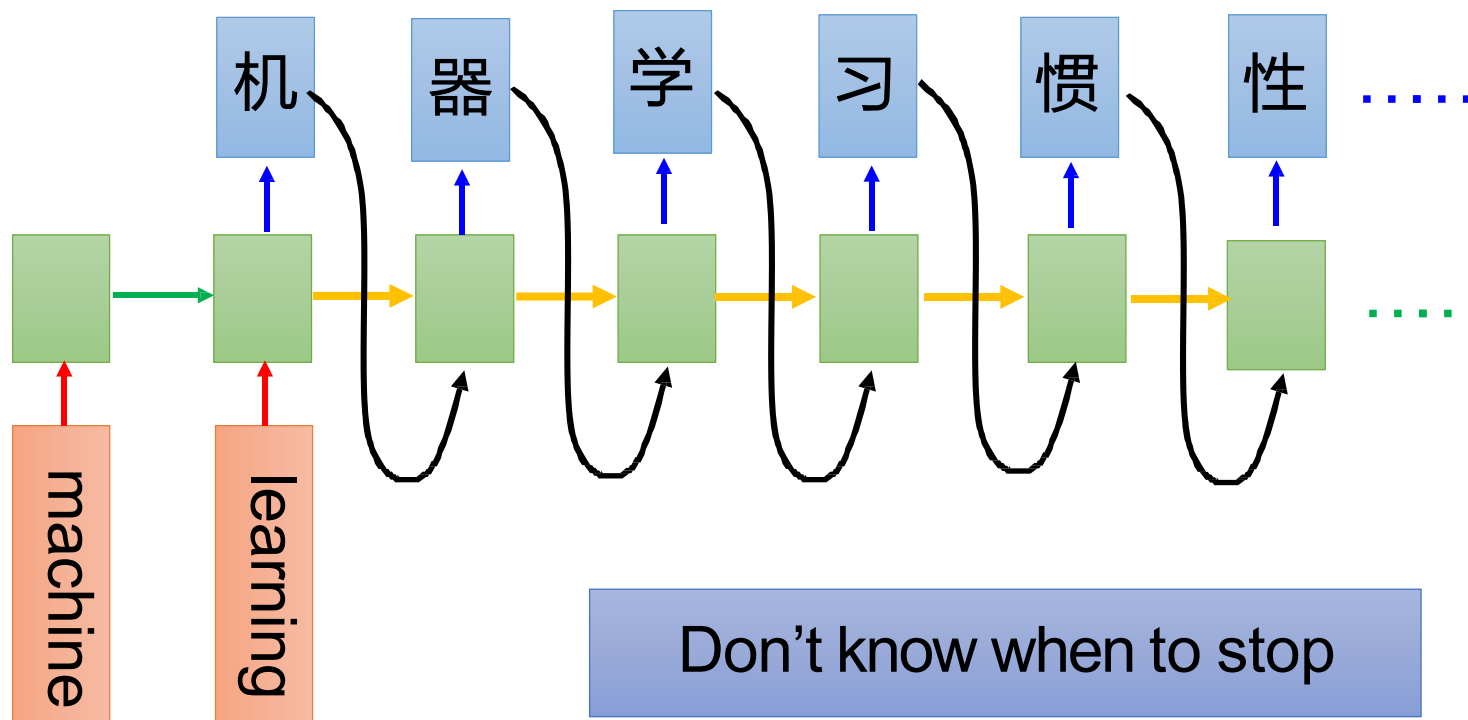 机 器 学 习 惯 性 ......
....
machine
learning
Don't know when to stop